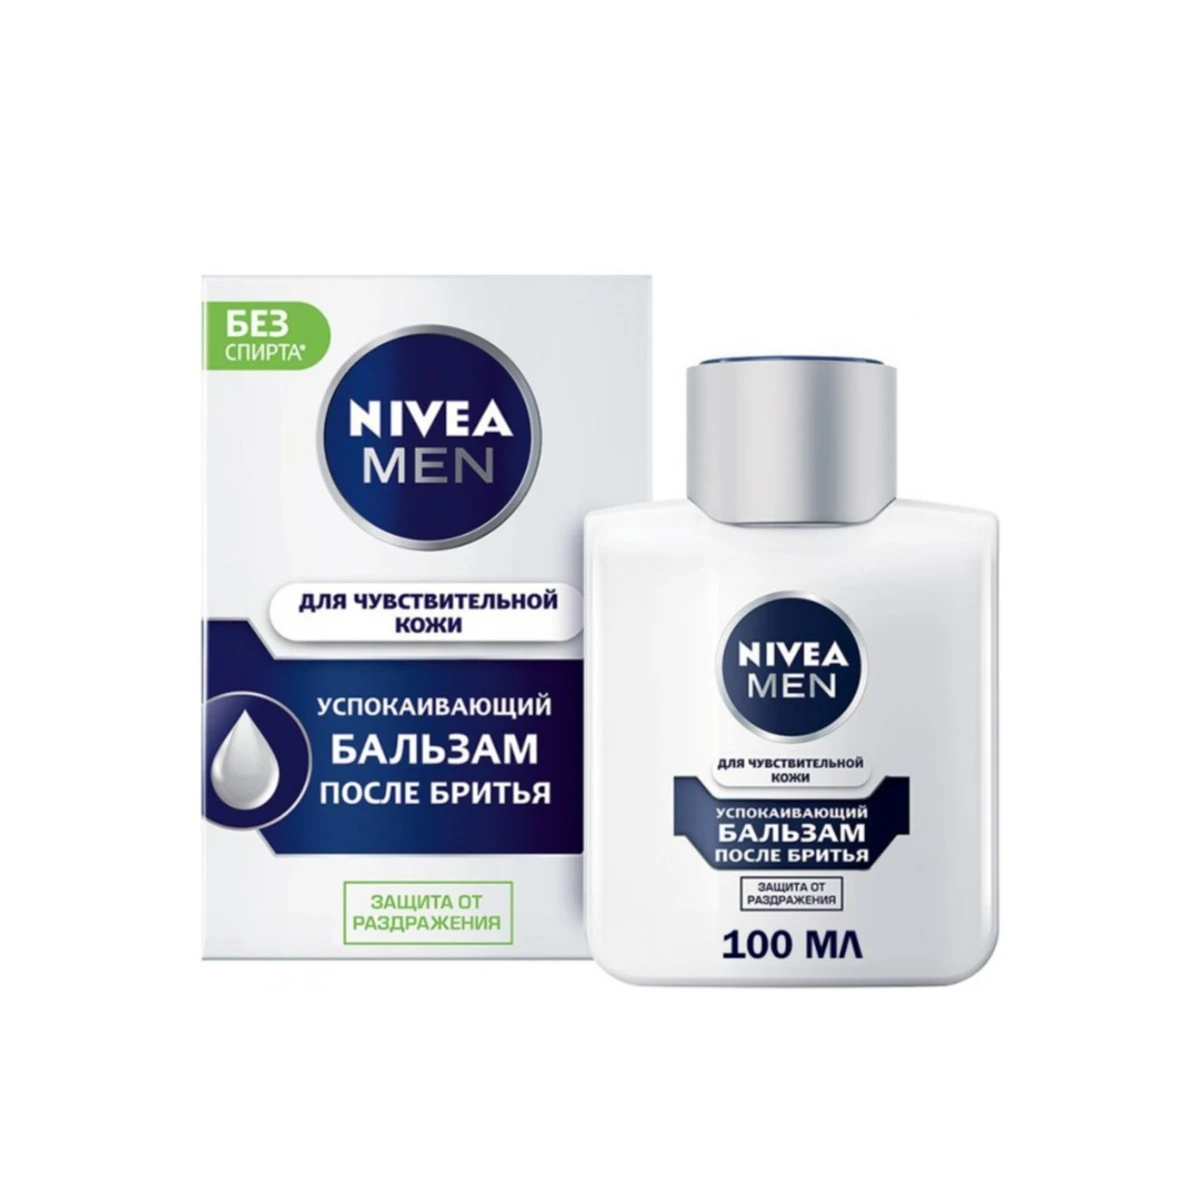 БЕЗ
СПИРТА*
NIVEA
MEN
ДЛЯ ЧУВСТВИТЕЛЬНОЙ
КОЖИ
УСПОКАИВАЮЩИЙ
БАЛЬЗАМ
ПОСЛЕ БРИТЬЯ
ЗАЩИТА ОТ
РАЗДРАЖЕНИЯ
NIVEA
MEN
ДЛЯ ЧУВСТВИТЕЛЬНОЙ
КОЖИ
УСПОКАИВАЮЩИЙ
БАЛЬЗАМ
ПОСЛЕ БРИТЬЯ
ЗАЩИТА ОТ
РАЗДРАЖЕНИЯ
100 МЛ